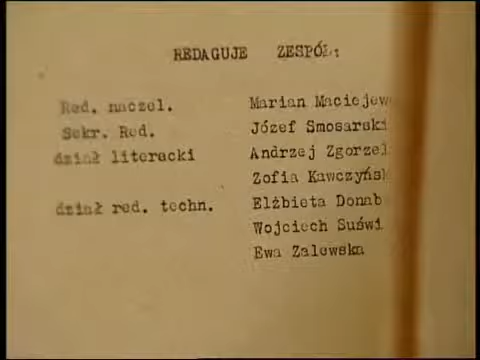 REDAGUJE ZESPÓŁ:
Red. naczel. Marian Maciejew
Sekr. Red. Józef Smosarski
dział literacki Andrzej Zgorzel
Zofia Kawczyńsk
dział red. techn. Elżbieta Donab
Wojciech Suświ
Ewa Zalewska